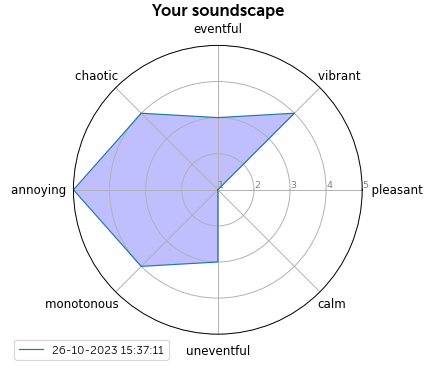 Your soundscape
eventful
chaotic
vibrant
annoying
1 2 3 4 5
pleasant
monotonous
calm
uneventful
26-10-2023 15:37:11